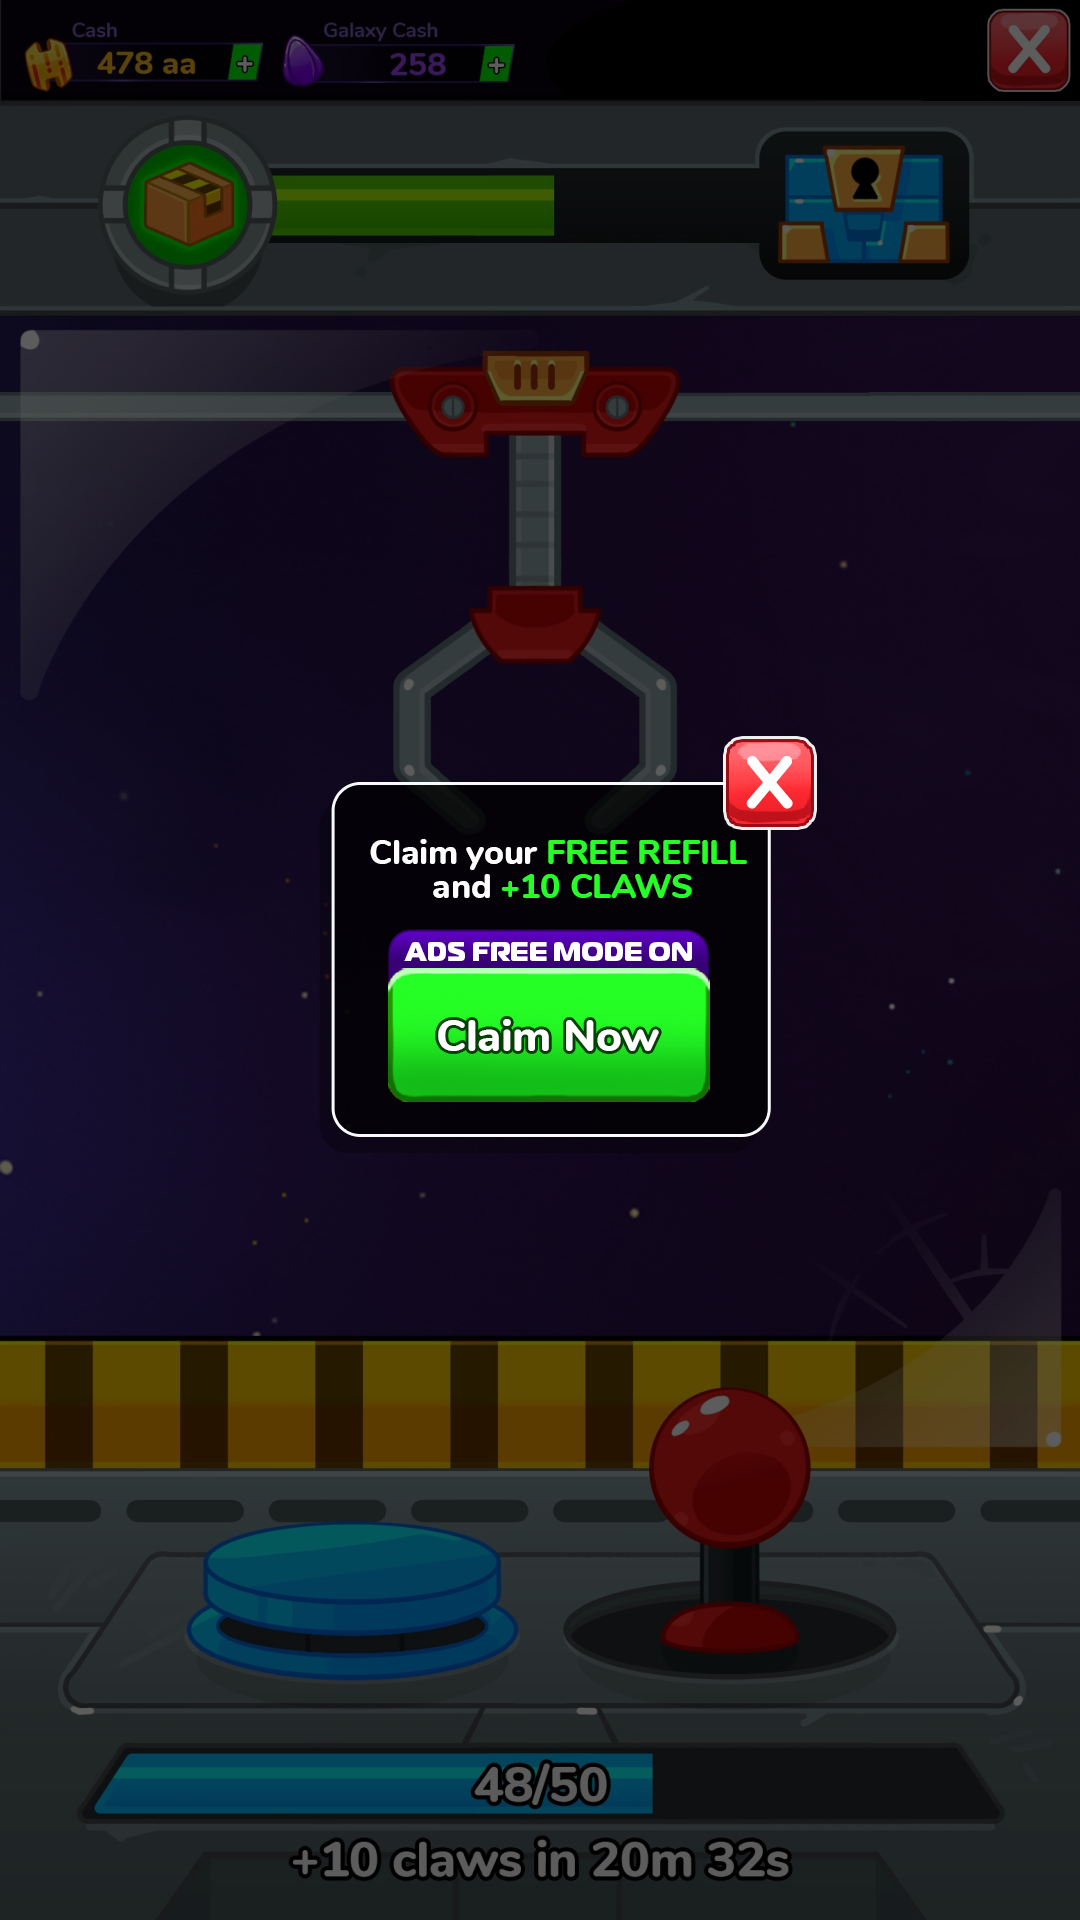 Cash
478 aa
Galaxy Cash
258
Claim your FREE REFILL
and +10 CLAWS
ADS FREE MODE ON
Claim Now
48/50
+10 claws in 20m 32s